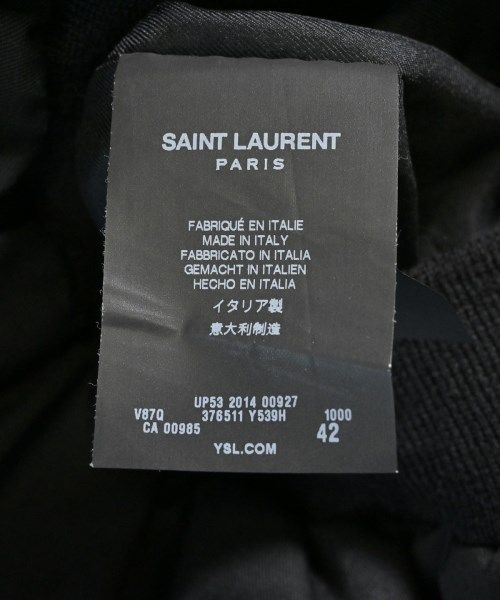 SAINT LAURENT
PARIS
FABRIQUÉ EN ITALIE
MADE IN ITALY
FABBRICATO IN ITALIA
GEMACHT IN ITALIEN
HECHO EN ITALIA
イタリア製
意大利制造
UP53 2014 00927
V87Q 376511 Y539H 1000
CA 00985 42
YSL.COM